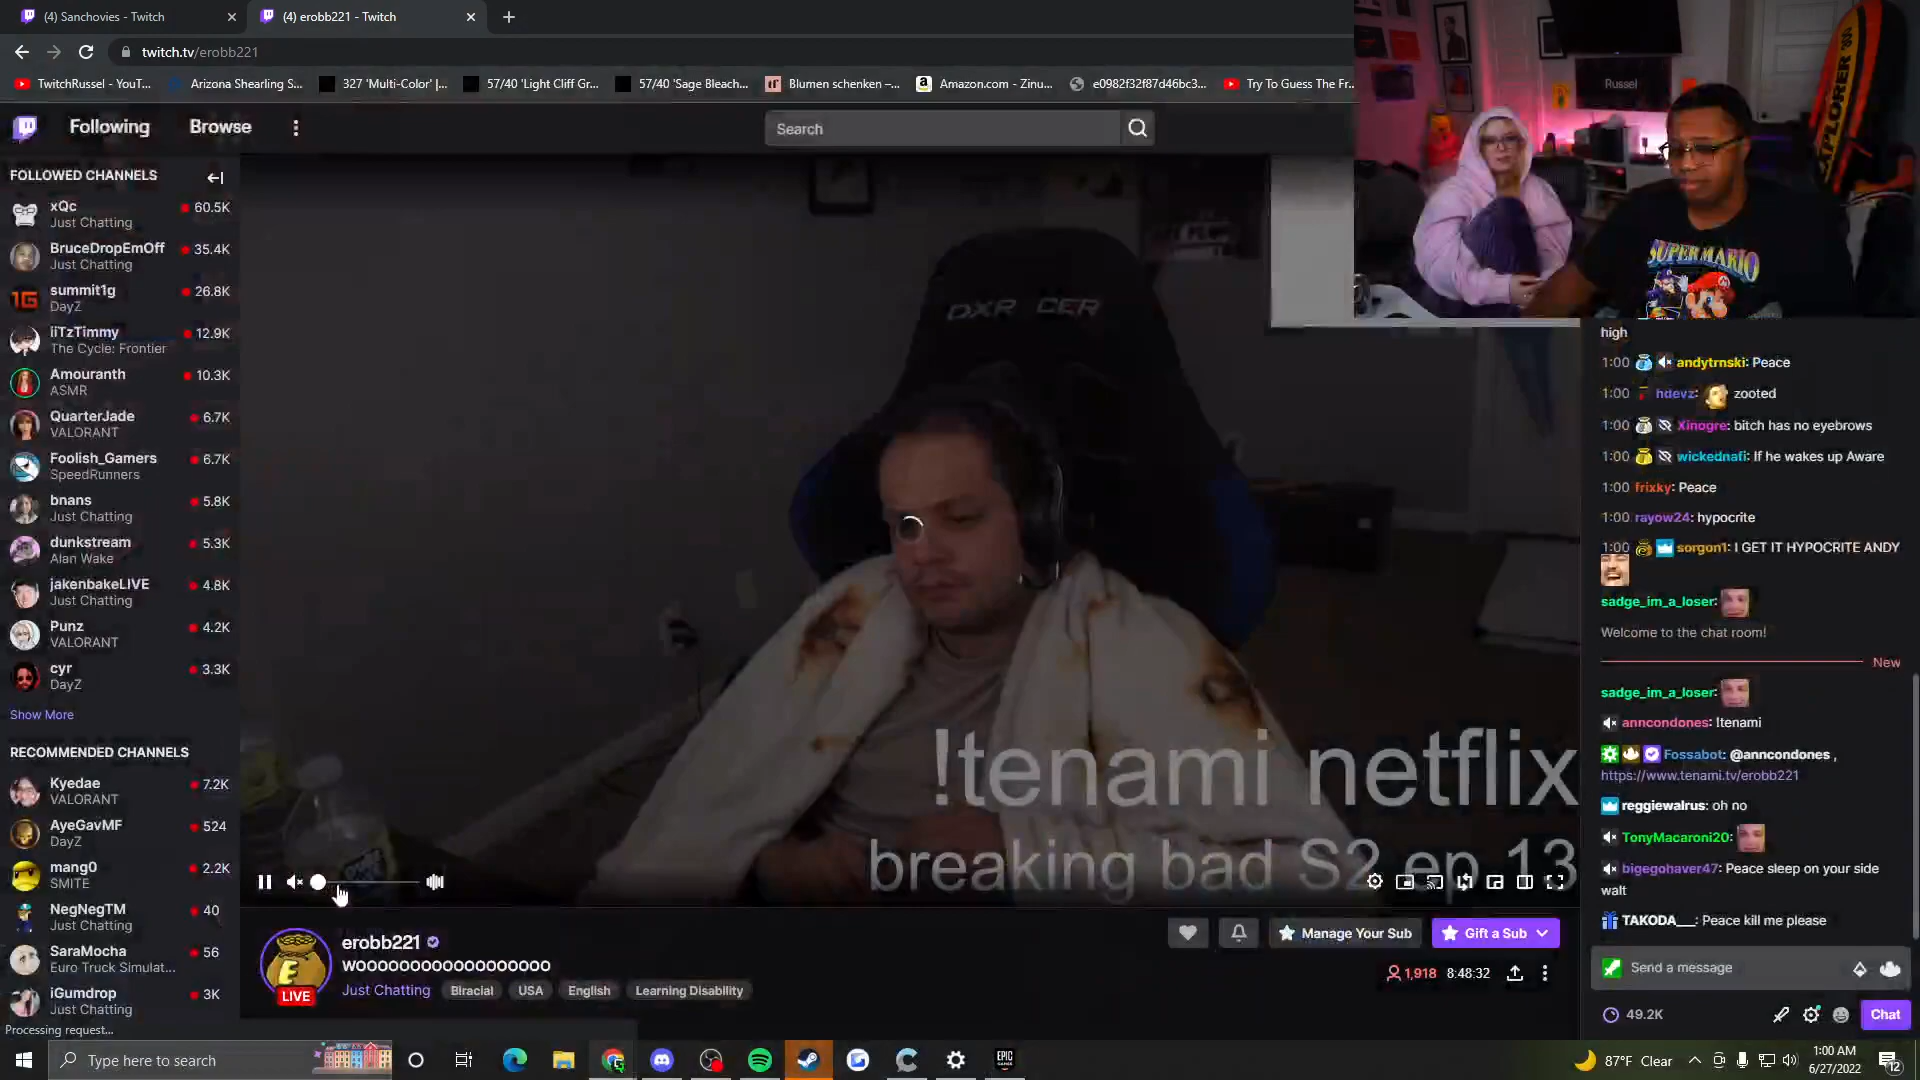 (4) Sanchovies - Twitch
(4) erobb221 - Twitch
twitch.tv/erobb221
TwitchRussel - YouT...
Arizona Shearling S...
327 'Multi-Color' |...
57/40 'Light Cliff Gr...
57/40 'Sage Bleach...
Blumen schenken –...
Amazon.com - Zinu...
e0982f32f87d46bc3...
Try To Guess The Fr...
Following
Browse
Search
Russel
EXPLORER
SUPER MARIO
FOLLOWED CHANNELS
xQc
60.5K
Just Chatting
BruceDropEmOff
35.4K
Just Chatting
summit1g
26.8K
DayZ
iiTzTimmy
12.9K
The Cycle: Frontier
Amouranth
10.3K
ASMR
QuarterJade
6.7K
VALORANT
Foolish_Gamers
6.7K
SpeedRunners
bnans
5.8K
Just Chatting
dunkstream
5.3K
Alan Wake
jakenbakeLIVE
4.8K
Just Chatting
Punz
4.2K
VALORANT
cyr
3.3K
DayZ
Show More
RECOMMENDED CHANNELS
Kyedae
7.2K
VALORANT
AyeGavMF
524
DayZ
mang0
2.2K
SMITE
NegNegTM
40
Just Chatting
SaraMocha
56
Euro Truck Simulat...
iGumdrop
3K
Just Chatting
Processing request...
DXR CER
!tenami netflix
breaking bad S2 ep 13
erobb221
WOOOOOOOOOOOOOOOOOO
Just Chatting
Biracial
USA
English
Learning Disability
LIVE
Manage Your Sub
Gift a Sub
1,918
8:48:32
high
1:00 andytrnski: Peace
1:00 hdevz: zooted
1:00 Xinogre: bitch has no eyebrows
1:00 wickednafi: If he wakes up Aware
1:00 frixky: Peace
1:00 rayow24: hypocrite
1:00 sorgon1: I GET IT HYPOCRITE ANDY
sadge_im_a_loser:
Welcome to the chat room!
New
sadge_im_a_loser:
anncondones: !tenami
Fossabot: @anncondones ,
https://www.tenami.tv/erobb221
reggiewalrus: oh no
TonyMacaroni20:
bigegohaver47: Peace sleep on your side
walt
TAKODA___: Peace kill me please
Send a message
49.2K
Chat
Type here to search
87°F Clear
1:00 AM
6/27/2022
12